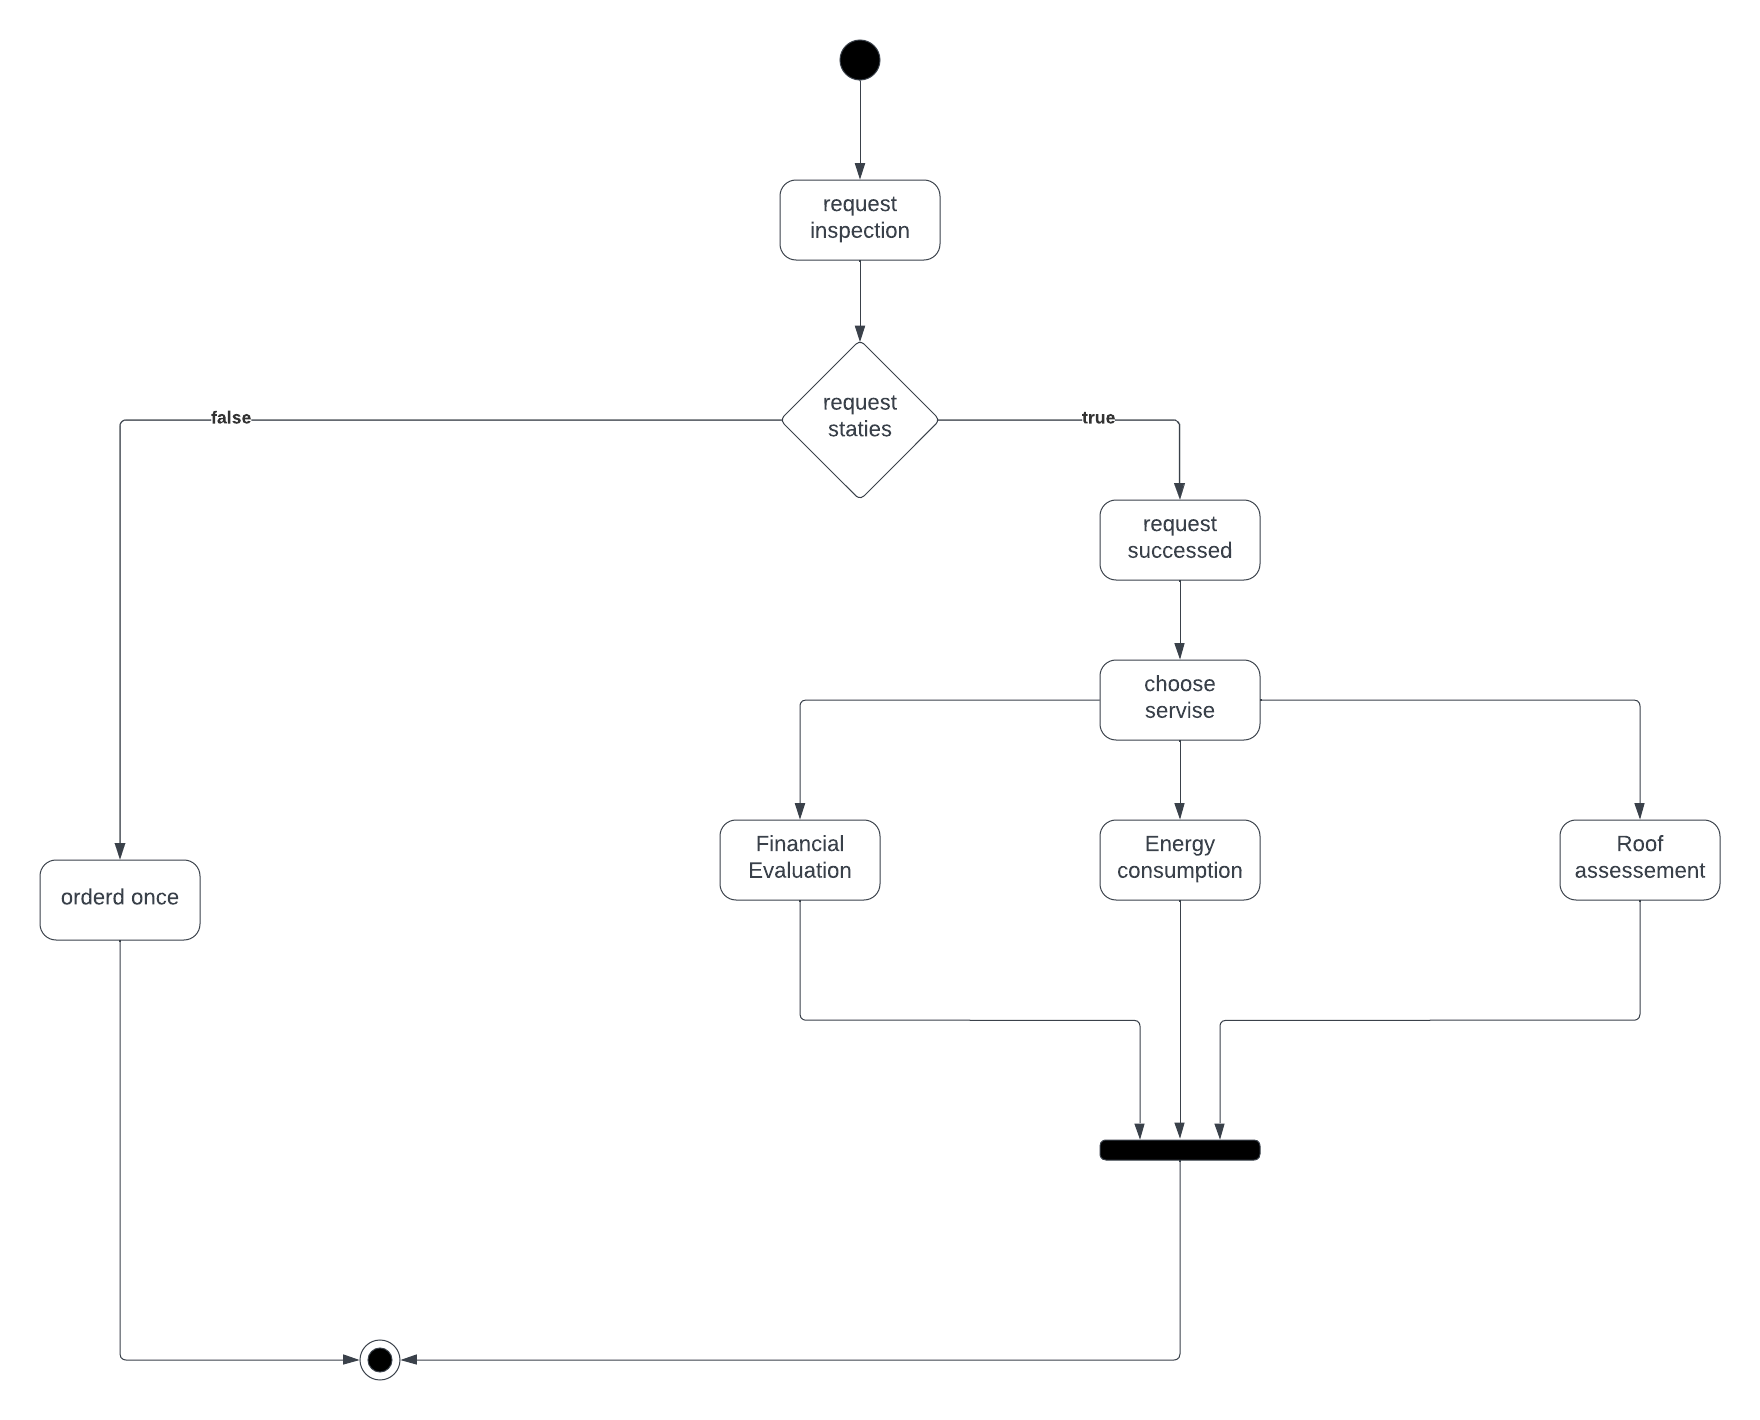 request
inspection
request
staties
false
true
request
successed
choose
servise
Financial
Evaluation
Energy
consumption
Roof
assessement
orderd once